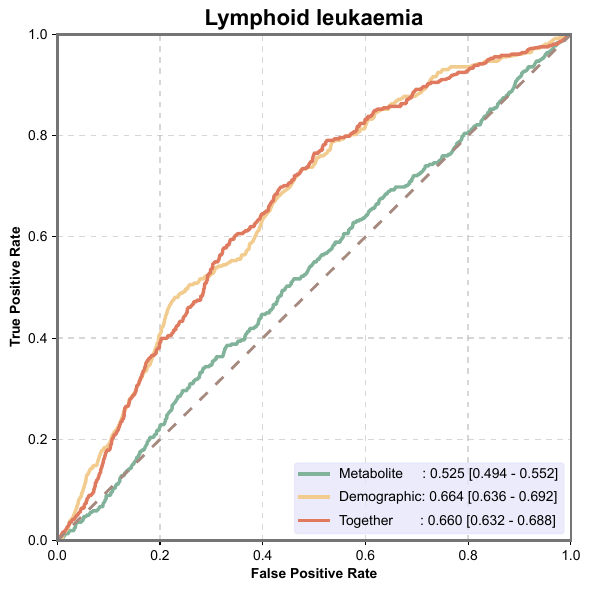 Lymphoid leukaemia
1.0
0.8
0.6
0.4
0.2
0.0
True Positive Rate
Metabolite : 0.525 [0.494 - 0.552]
Demographic: 0.664 [0.636 - 0.692]
Together : 0.660 [0.632 - 0.688]
0.0 0.2 0.4 0.6 0.8 1.0
False Positive Rate